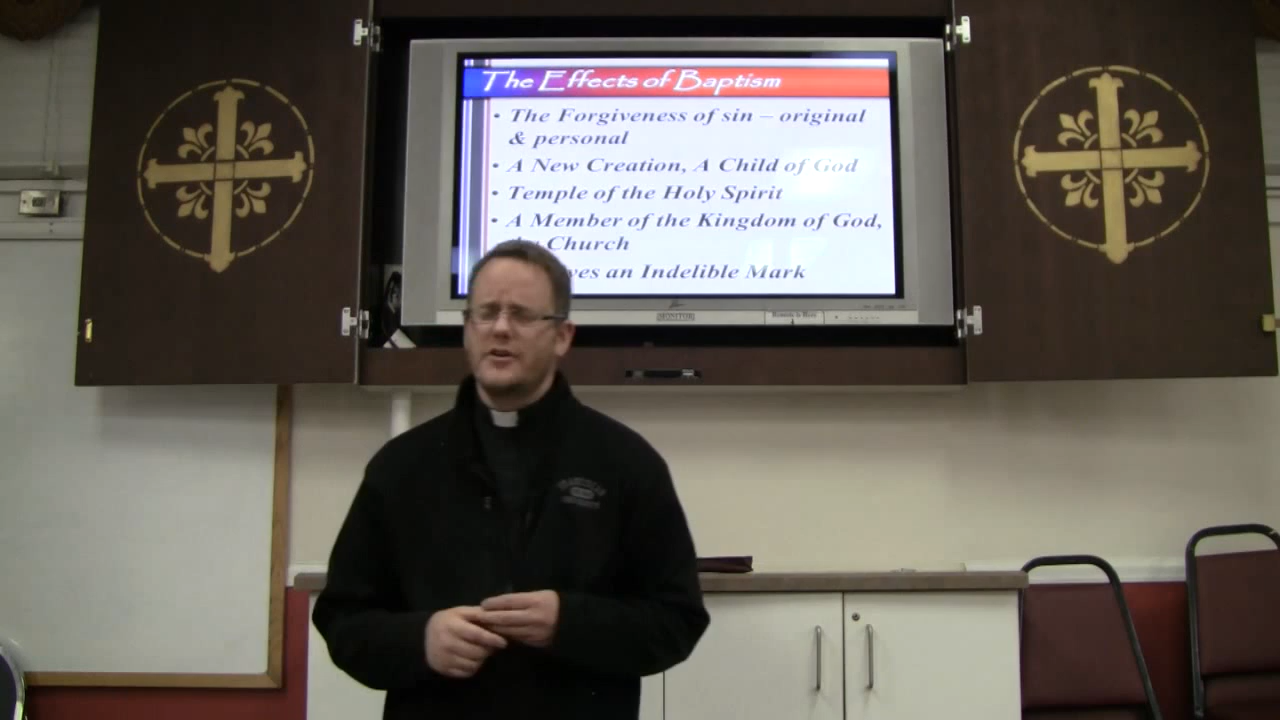 The Effects of Baptism
• The Forgiveness of sin – original
& personal
• A New Creation, A Child of God
• Temple of the Holy Spirit
• A Member of the Kingdom of God,
Church
an Indelible Mark
MONITOR